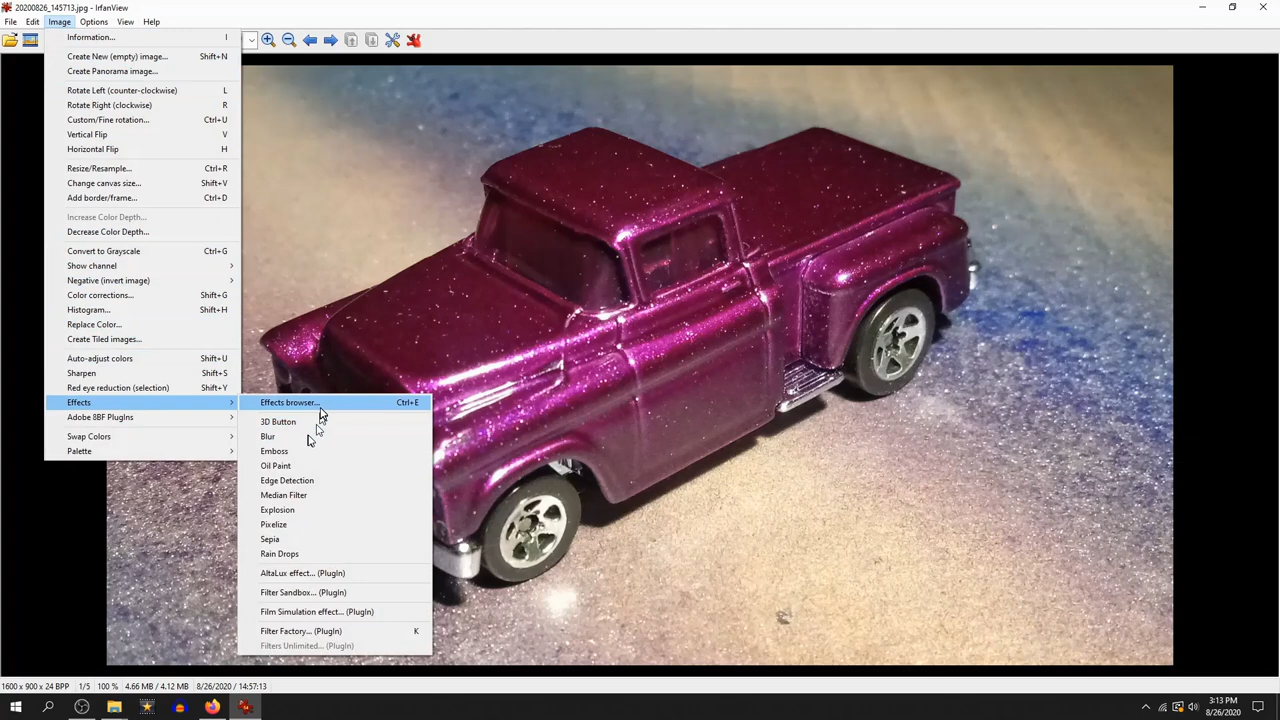 20200826_145713.jpg - IrfanView
File Edit Image Options View Help
Information... I
Create New (empty) image... Shift+N
Create Panorama image...
Rotate Left (counter-clockwise) L
Rotate Right (clockwise) R
Custom/Fine rotation... Ctrl+U
Vertical Flip V
Horizontal Flip H
Resize/Resample... Ctrl+R
Change canvas size... Shift+V
Add border/frame... Ctrl+D
Increase Color Depth...
Decrease Color Depth...
Convert to Grayscale Ctrl+G
Show channel
Negative (invert image)
Color corrections... Shift+G
Histogram... Shift+H
Replace Color...
Create Tiled images...
Auto-adjust colors Shift+U
Sharpen Shift+S
Red eye reduction (selection) Shift+Y
Effects
Adobe 8BF PlugIns
Swap Colors
Palette
Effects browser... Ctrl+E
3D Button
Blur
Emboss
Oil Paint
Edge Detection
Median Filter
Explosion
Pixelize
Sepia
Rain Drops
AltaLux effect... (PlugIn)
Filter Sandbox... (PlugIn)
Film Simulation effect... (PlugIn)
Filter Factory... (PlugIn) K
Filters Unlimited... (PlugIn)
1600 x 900 x 24 BPP 1/5 100 % 4.66 MB / 4.12 MB 8/26/2020 / 14:57:13
3:13 PM
8/26/2020